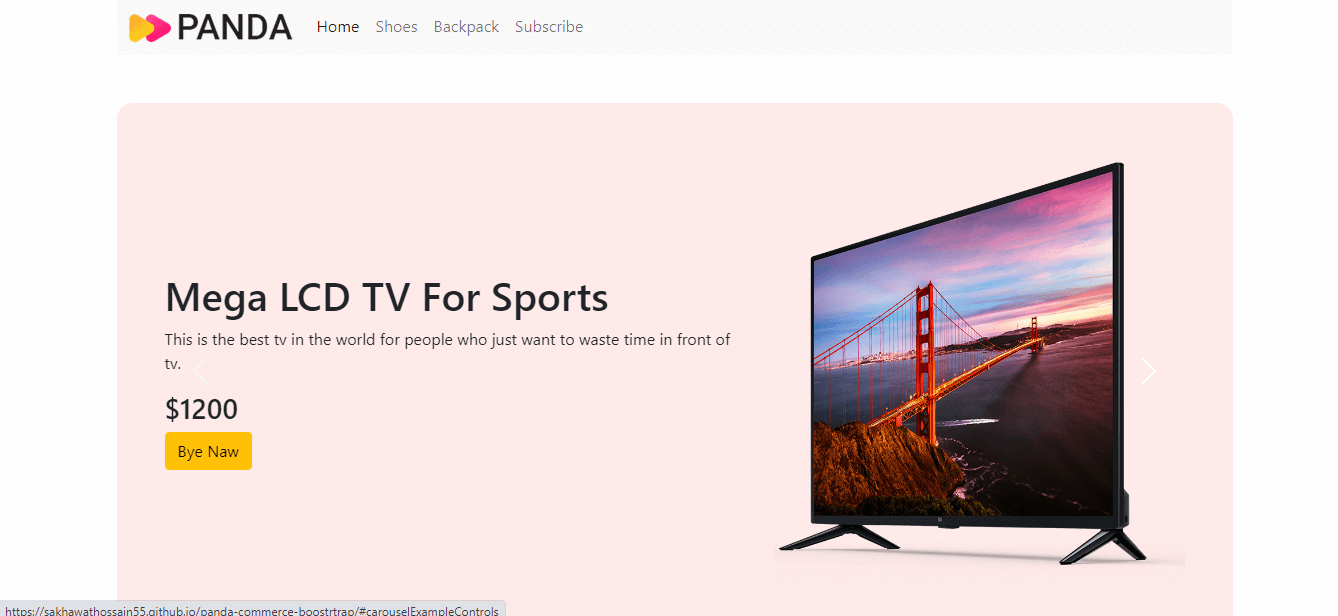 PANDA Home Shoes Backpack Subscribe
Mega LCD TV For Sports
This is the best tv in the world for people who just want to waste time in front of
tv.
$1200
Bye Naw
https://sakhawathossain55.github.io/panda-commerce-boostrtrap/#carouselExampleControls